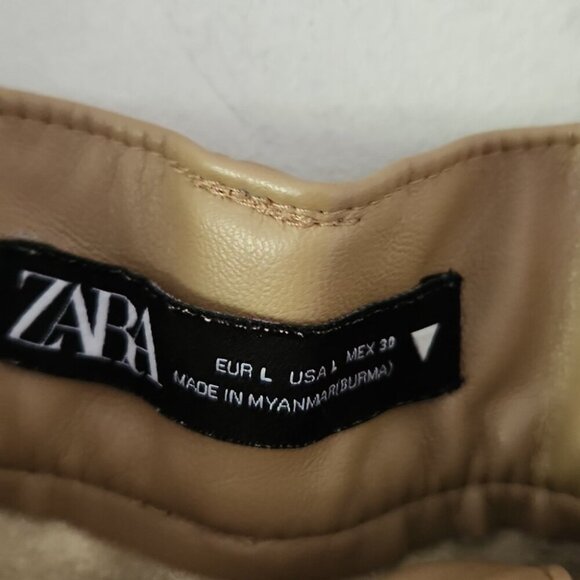 ZARA
EUR L USA L MEX 30
MADE IN MYANMAR(BURMA)